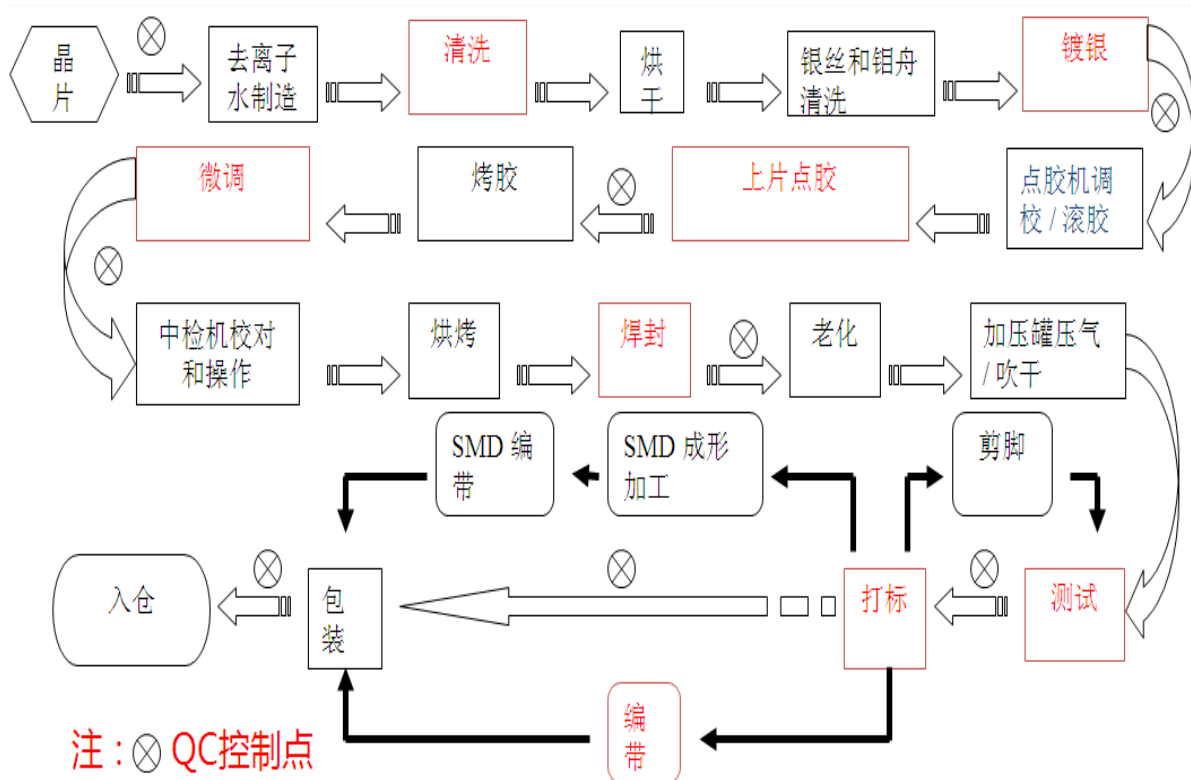 晶
片
去离子
水制造
清洗
烘
干
银丝和钼舟
清洗
镀银
微调
烤胶
上片点胶
点胶机调
校 / 滚胶
中检机校对
和操作
烘烤
焊封
老化
加压罐压气
/ 吹干
SMD 编
带
SMD 成形
加工
剪脚
入仓
包
装
打标
测试
编
带
注：⊗ QC控制点